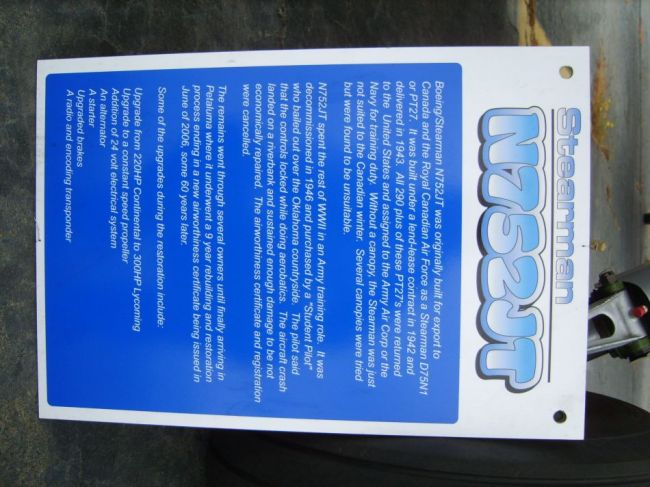 Stearman
N752JT
Boeing/Stearman N752JT was originally built for export to
Canada and the Royal Canadian Air Force as a Stearman D75N1
or PT27. It was built under a lend-lease contract in 1942 and
delivered in 1943. All 290 plus of these PT27's were returned
to the United States and assigned to the Army Air Corp or the
Navy for training duty. Without a canopy, the Stearman was just
not suited to the Canadian winter. Several canopies were tried
but were found to be unsuitable.
N752JT spent the rest of WWII in an Army training role. It was
decommissioned in 1946 and purchased by a "Student Pilot"
who bailed out over the Oklahoma countryside. The pilot said
that the controls locked while doing aerobatics. The aircraft crash
landed on a riverbank and sustained enough damage to be not
economically repaired. The airworthiness certificate and registration
were cancelled.
The remains went through several owners until finally arriving in
Petaluma where it underwent a 9 year rebuilding and restoration
process ending in a new airworthiness certificate being issued in
June of 2006, some 60 years later.
Some of the upgrades during the restoration include:
Upgrade from 220HP Continental to 300HP Lycoming
Upgrade to a constant speed propeller
Addition of 24 volt electrical system
An alternator
A starter
Upgraded brakes
A radio and encoding transponder